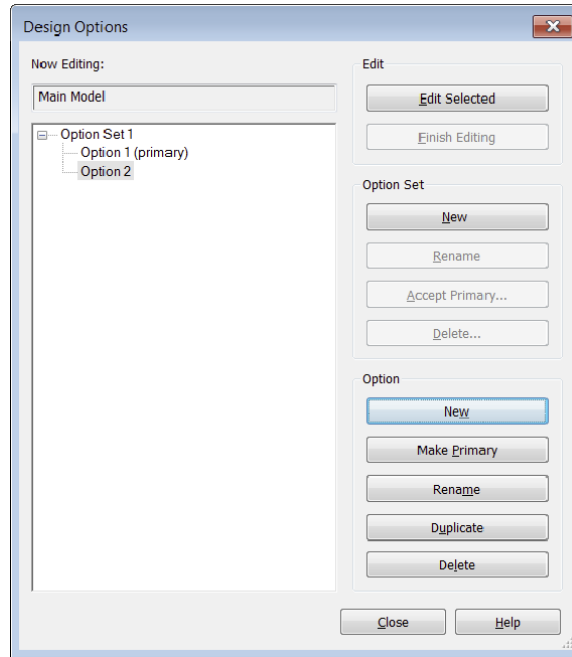 Design Options
Now Editing:
Main Model
Option Set 1
Option 1 (primary)
Option 2
Edit
Edit Selected
Finish Editing
Option Set
New
Rename
Accept Primary...
Delete...
Option
New
Make Primary
Rename
Duplicate
Delete
Close
Help